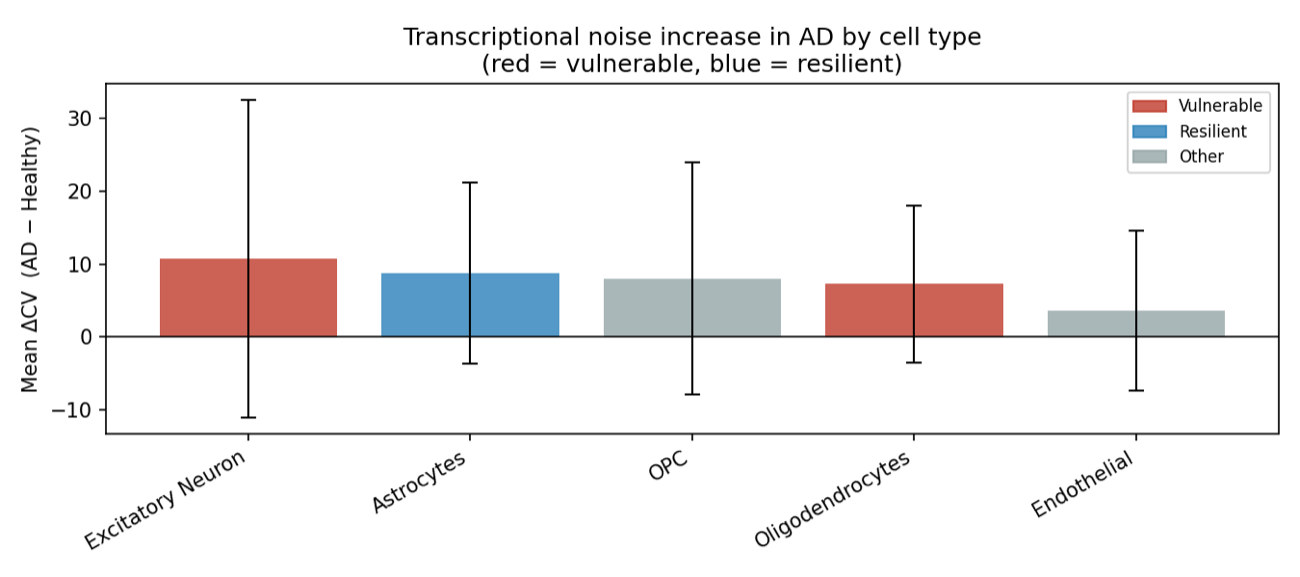 Transcriptional noise increase in AD by cell type
(red = vulnerable, blue = resilient)
Mean ΔCV (AD − Healthy)
30
20
10
0
−10
Vulnerable
Resilient
Other
Excitatory Neuron
Astrocytes
OPC
Oligodendrocytes
Endothelial